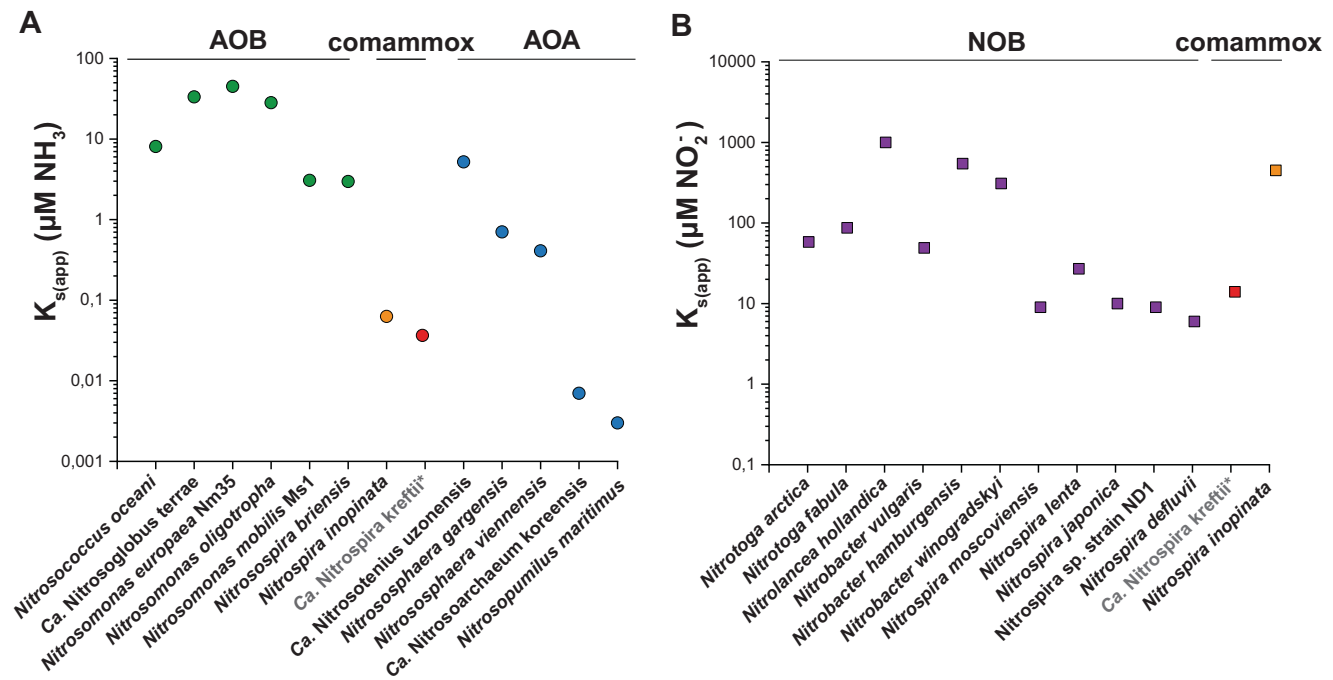 A
AOB
comammox
AOA
100
10
1
0,1
0,01
0,001
Ks(app) (µM NH3)
Nitrosococcus oceani
Ca. Nitrosoglobus terrae
Nitrosomonas europaea Nm35
Nitrosomonas oligotropha
Nitrosomonas mobilis Ms1
Nitrosospira briensis
Nitrospira inopinata
Ca. Nitrospira kreftii*
Ca. Nitrosotenius uzonensis
Nitrososphaera gargensis
Nitrososphaera viennensis
Ca. Nitrosoarchaeum koreensis
Nitrosopumilus maritimus
B
NOB
comammox
10000
1000
100
10
1
0,1
Ks(app) (µM NO2-)
Nitrotoga arctica
Nitrotoga fabula
Nitrolancea hollandica
Nitrobacter vulgaris
Nitrobacter hamburgensis
Nitrobacter winogradskyi
Nitrospira moscoviensis
Nitrospira lenta
Nitrospira japonica
Nitrospira sp. strain ND1
Nitrospira defluvii
Ca. Nitrospira kreftii*
Nitrospira inopinata